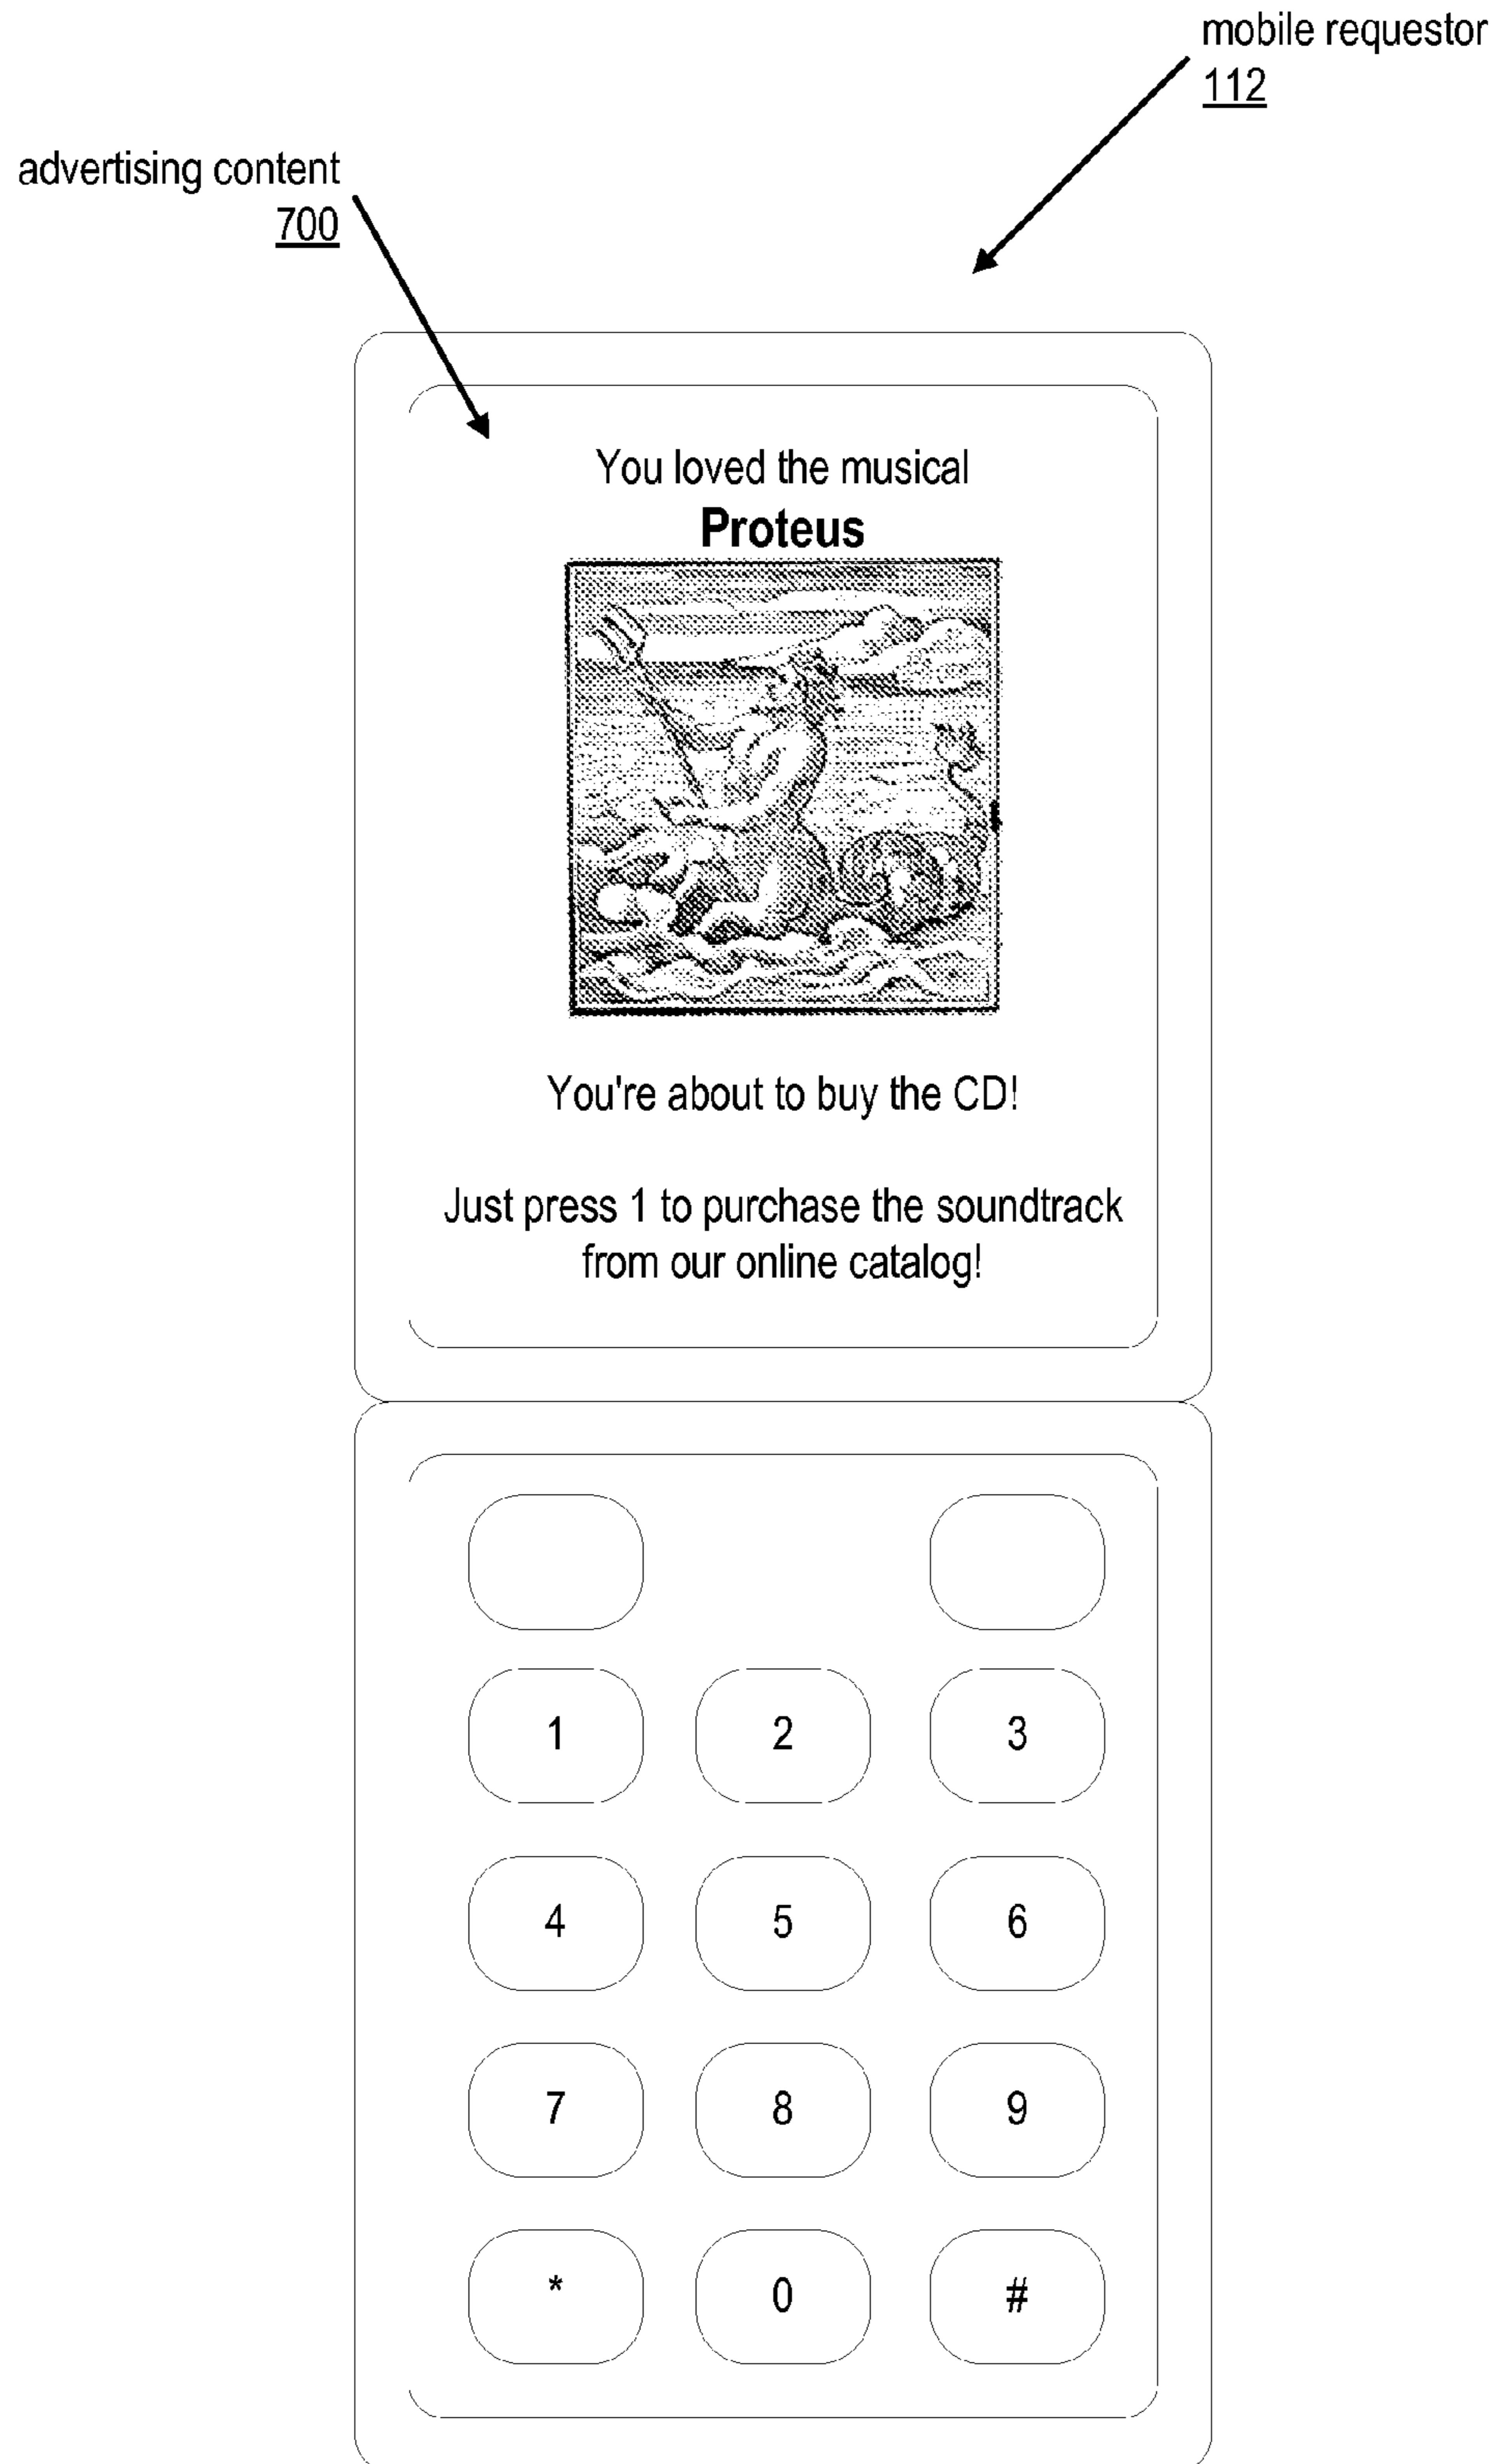 mobile requestor
112
advertising content
700
You loved the musical
Proteus
You're about to buy the CD!
Just press 1 to purchase the soundtrack
from our online catalog!
1 2 3
4 5 6
7 8 9
* 0 #